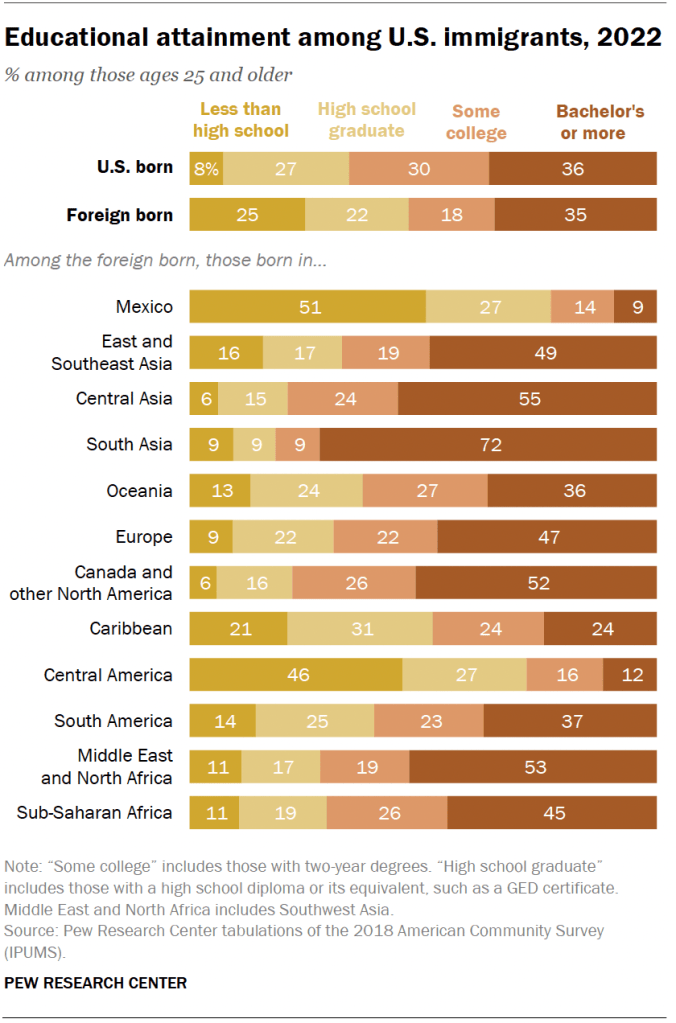 Educational attainment among U.S. immigrants, 2022
% among those ages 25 and older
Less than high school
High school graduate
Some college
Bachelor's or more
U.S. born 8% 27 30 36
Foreign born 25 22 18 35
Among the foreign born, those born in...
Mexico 51 27 14 9
East and Southeast Asia 16 17 19 49
Central Asia 6 15 24 55
South Asia 9 9 9 72
Oceania 13 24 27 36
Europe 9 22 22 47
Canada and other North America 6 16 26 52
Caribbean 21 31 24 24
Central America 46 27 16 12
South America 14 25 23 37
Middle East and North Africa 11 17 19 53
Sub-Saharan Africa 11 19 26 45
Note: “Some college” includes those with two-year degrees. “High school graduate”
includes those with a high school diploma or its equivalent, such as a GED certificate.
Middle East and North Africa includes Southwest Asia.
Source: Pew Research Center tabulations of the 2018 American Community Survey
(IPUMS).
PEW RESEARCH CENTER